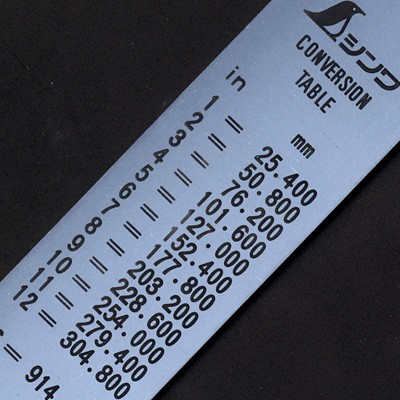 シンワ
CONVERSION
TABLE
in mm
1 = 25.400
2 = 50.800
3 = 76.200
4 = 101.600
5 = 127.000
6 = 152.400
7 = 177.800
8 = 203.200
9 = 228.600
10 = 254.000
11 = 279.400
12 = 304.800
= 914.